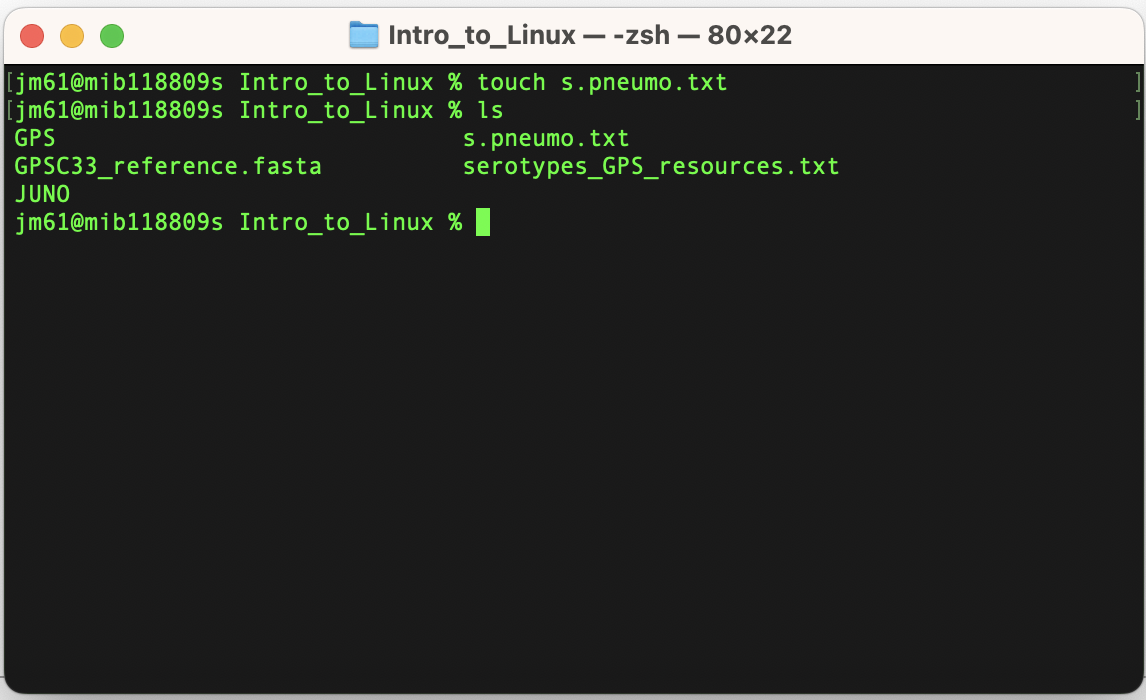 Intro_to_Linux — -zsh — 80×22
[jm61@mib118809s Intro_to_Linux % touch s.pneumo.txt ]
[jm61@mib118809s Intro_to_Linux % ls ]
GPS s.pneumo.txt
GPSC33_reference.fasta serotypes_GPS_resources.txt
JUNO
jm61@mib118809s Intro_to_Linux %